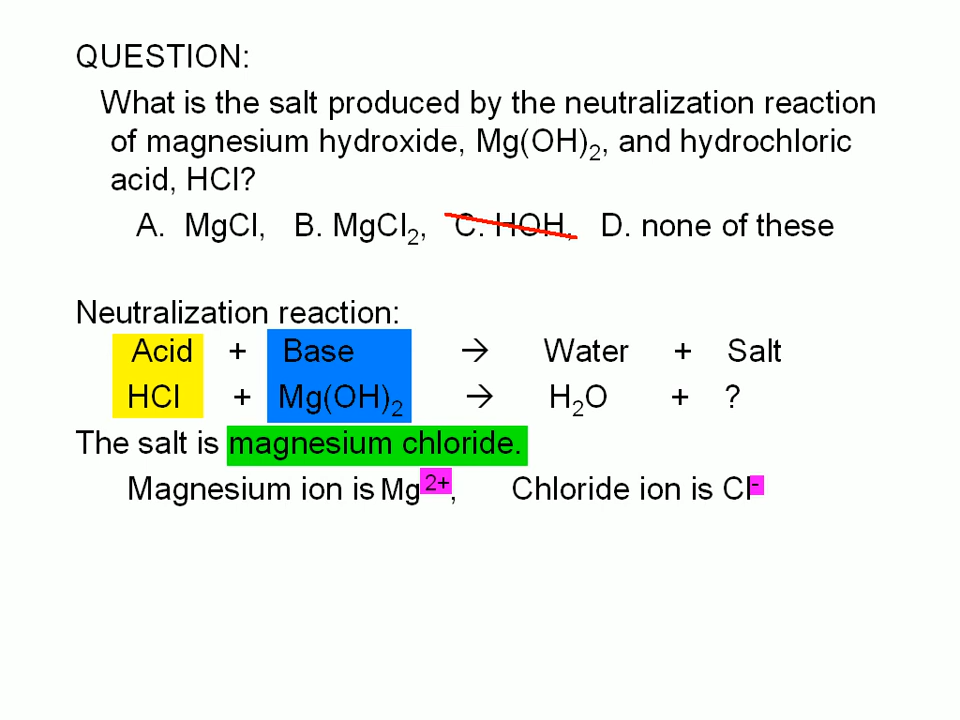 QUESTION:
What is the salt produced by the neutralization reaction
of magnesium hydroxide, Mg(OH)₂, and hydrochloric
acid, HCl?
A. MgCl, B. MgCl₂, C. HOH, D. none of these
Neutralization reaction:
Acid + Base → Water + Salt
HCl + Mg(OH)₂ → H₂O + ?
The salt is magnesium chloride.
Magnesium ion is Mg²⁺, Chloride ion is Cl⁻